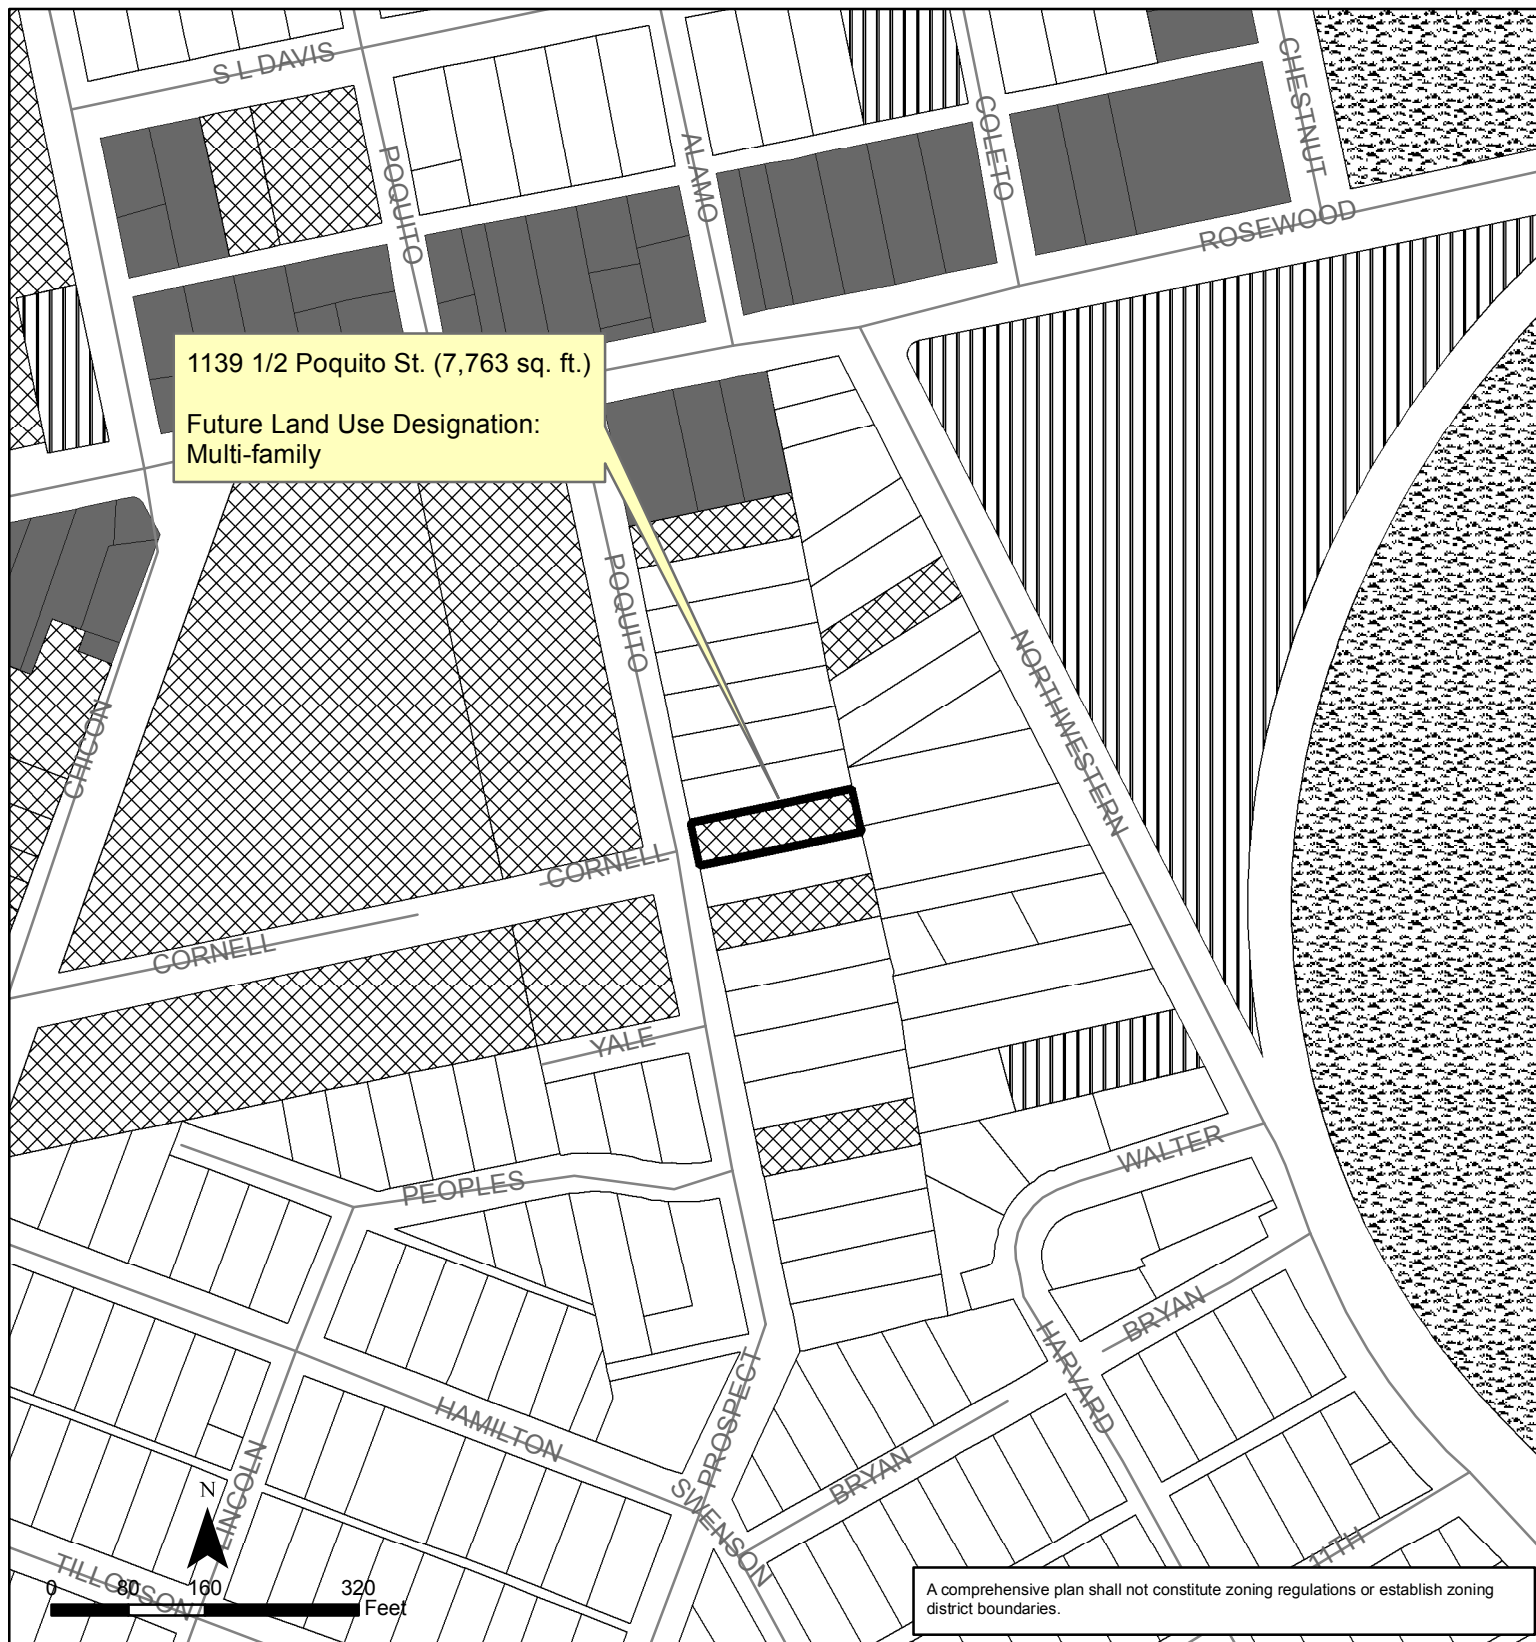 S L DAVIS
CHESTNUT
COLETO
ALAMO
POQUITO
ROSEWOOD
1139 1/2 Poquito St. (7,763 sq. ft.)
Future Land Use Designation:
Multi-family
POQUITO
NORTHWESTERN
CHICON
CORNELL
CORNELL
YALE
WALTER
PEOPLES
BRYAN
HARVARD
PROSPECT
HAMILTON
BRYAN
LINCOLN
SWENSON
N
11TH
TILLOTSON
0 80 160 320
Feet
A comprehensive plan shall not constitute zoning regulations or establish zoning
district boundaries.